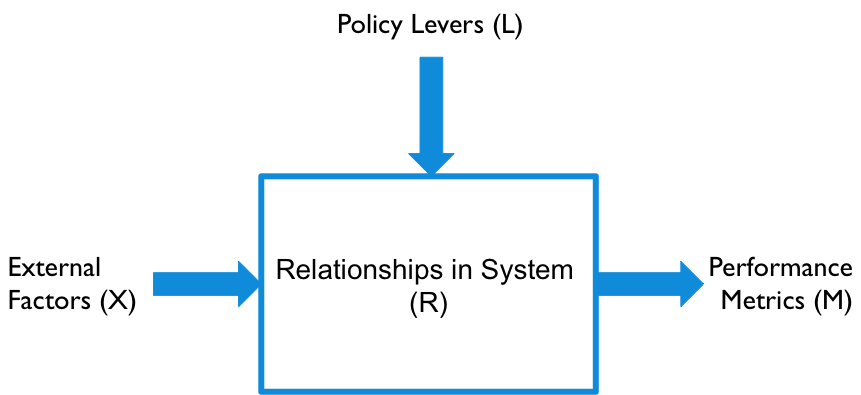 Policy Levers (L)
External
Factors (X)
Relationships in System
(R)
Performance
Metrics (M)